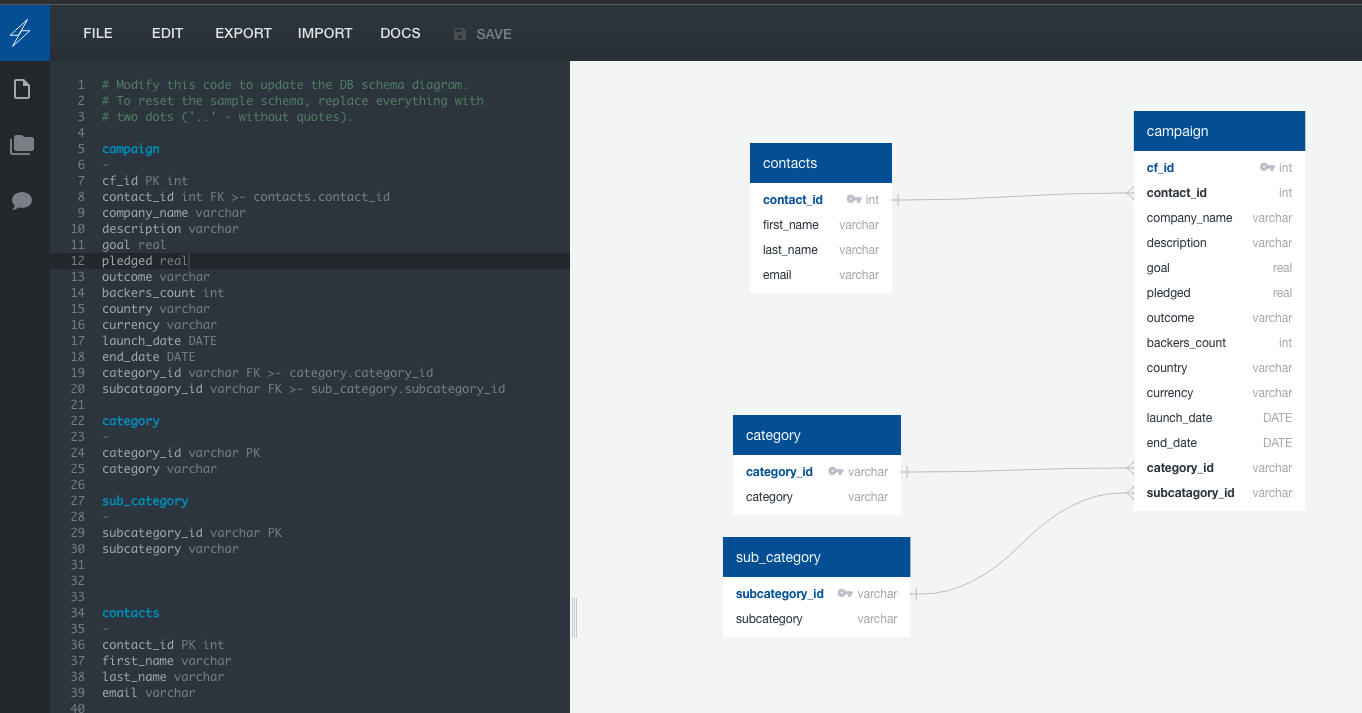 FILE EDIT EXPORT IMPORT DOCS SAVE
1 # Modify this code to update the DB schema diagram.
2 # To reset the sample schema, replace everything with
3 # two dots ('..' - without quotes).
4
5 campaign
6 -
7 cf_id PK int
8 contact_id int FK >- contacts.contact_id
9 company_name varchar
10 description varchar
11 goal real
12 pledged real
13 outcome varchar
14 backers_count int
15 country varchar
16 currency varchar
17 launch_date DATE
18 end_date DATE
19 category_id varchar FK >- category.category_id
20 subcatagory_id varchar FK >- sub_category.subcategory_id
21
22 category
23 -
24 category_id varchar PK
25 category varchar
26
27 sub_category
28 -
29 subcategory_id varchar PK
30 subcategory varchar
31
32
33
34 contacts
35 -
36 contact_id PK int
37 first_name varchar
38 last_name varchar
39 email varchar
40
contacts
contact_id int
first_name varchar
last_name varchar
email varchar
category
category_id varchar
category varchar
sub_category
subcategory_id varchar
subcategory varchar
campaign
cf_id int
contact_id int
company_name varchar
description varchar
goal real
pledged real
outcome varchar
backers_count int
country varchar
currency varchar
launch_date DATE
end_date DATE
category_id varchar
subcatagory_id varchar